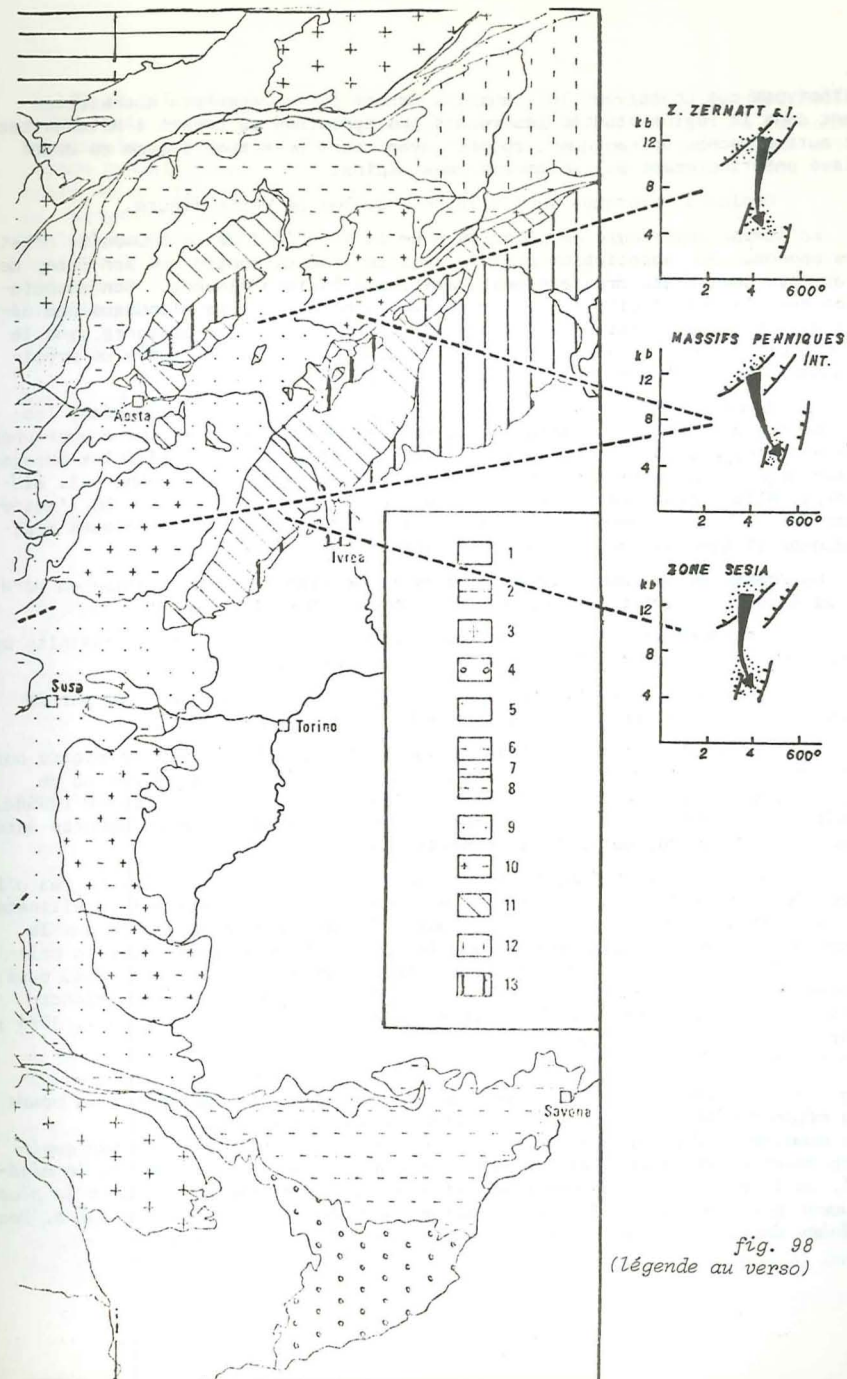 Z. ZERMATT
S.I.
kb
12
8
4
2 4 600°
MASSIFS PENNIQUES
INT.
kb
12
8
4
2 4 600°
ZONE SESIA
kb
12
8
4
2 4 600°
Aosta
Ivrea
Susa
Torino
Savona
1
2
3
4
5
6
7
8
9
10
11
12
13
fig. 98
(légende au verso)